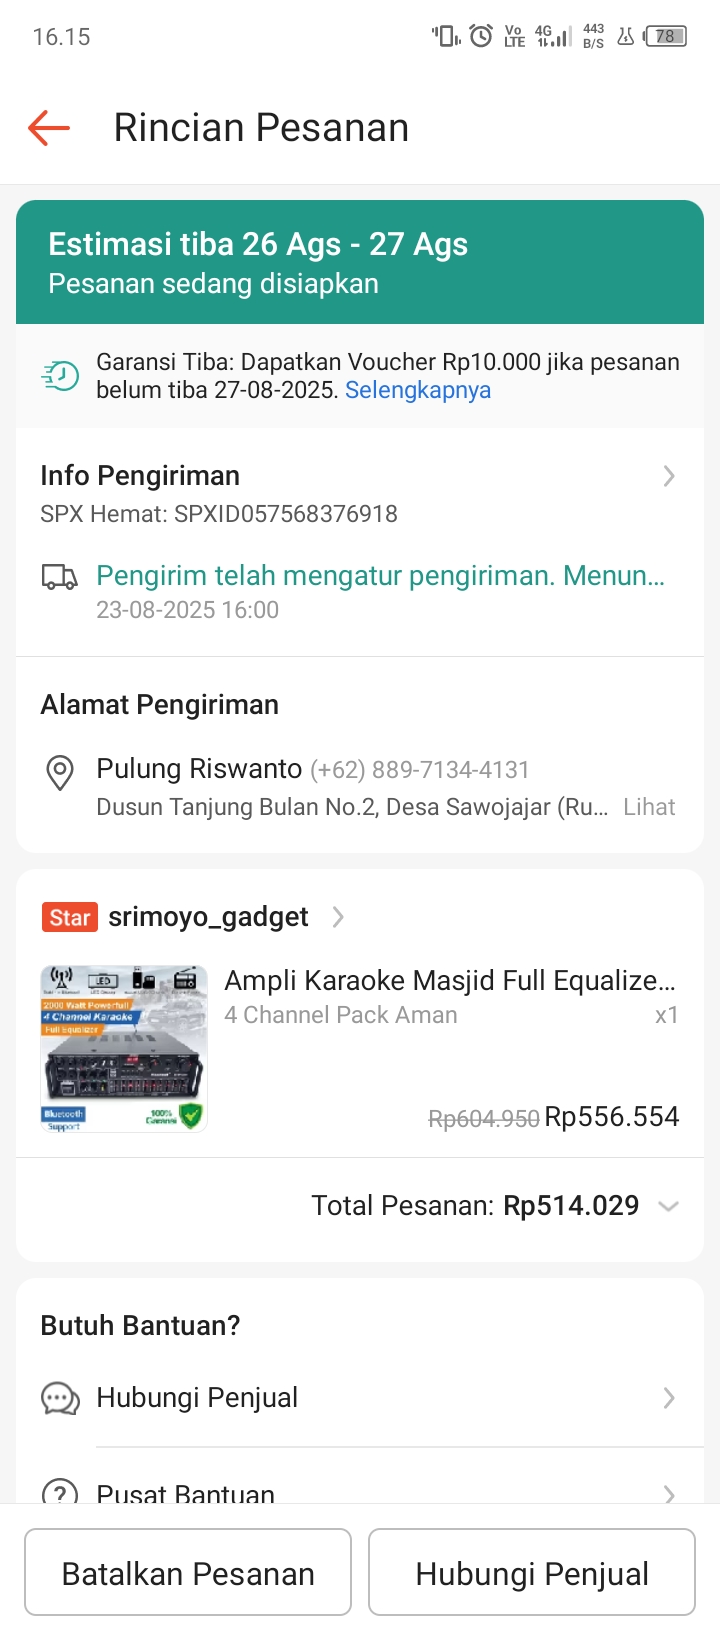 16.15
Vo LTE 4G 443 B/S 78
Rincian Pesanan
Estimasi tiba 26 Ags - 27 Ags
Pesanan sedang disiapkan
Garansi Tiba: Dapatkan Voucher Rp10.000 jika pesanan
belum tiba 27-08-2025. Selengkapnya
Info Pengiriman
SPX Hemat: SPXID057568376918
Pengirim telah mengatur pengiriman. Menun...
23-08-2025 16:00
Alamat Pengiriman
Pulung Riswanto (+62) 889-7134-4131
Dusun Tanjung Bulan No.2, Desa Sawojajar (Ru... Lihat
Star srimoyo_gadget
LED
2000 Watt Powerfull
4 Channel Karaoke
Full Equalizer
Bluetooth
Support
100%
Garansi
Ampli Karaoke Masjid Full Equalize...
4 Channel Pack Aman x1
Rp604.950 Rp556.554
Total Pesanan: Rp514.029
Butuh Bantuan?
Hubungi Penjual
Pusat Bantuan
Batalkan Pesanan Hubungi Penjual